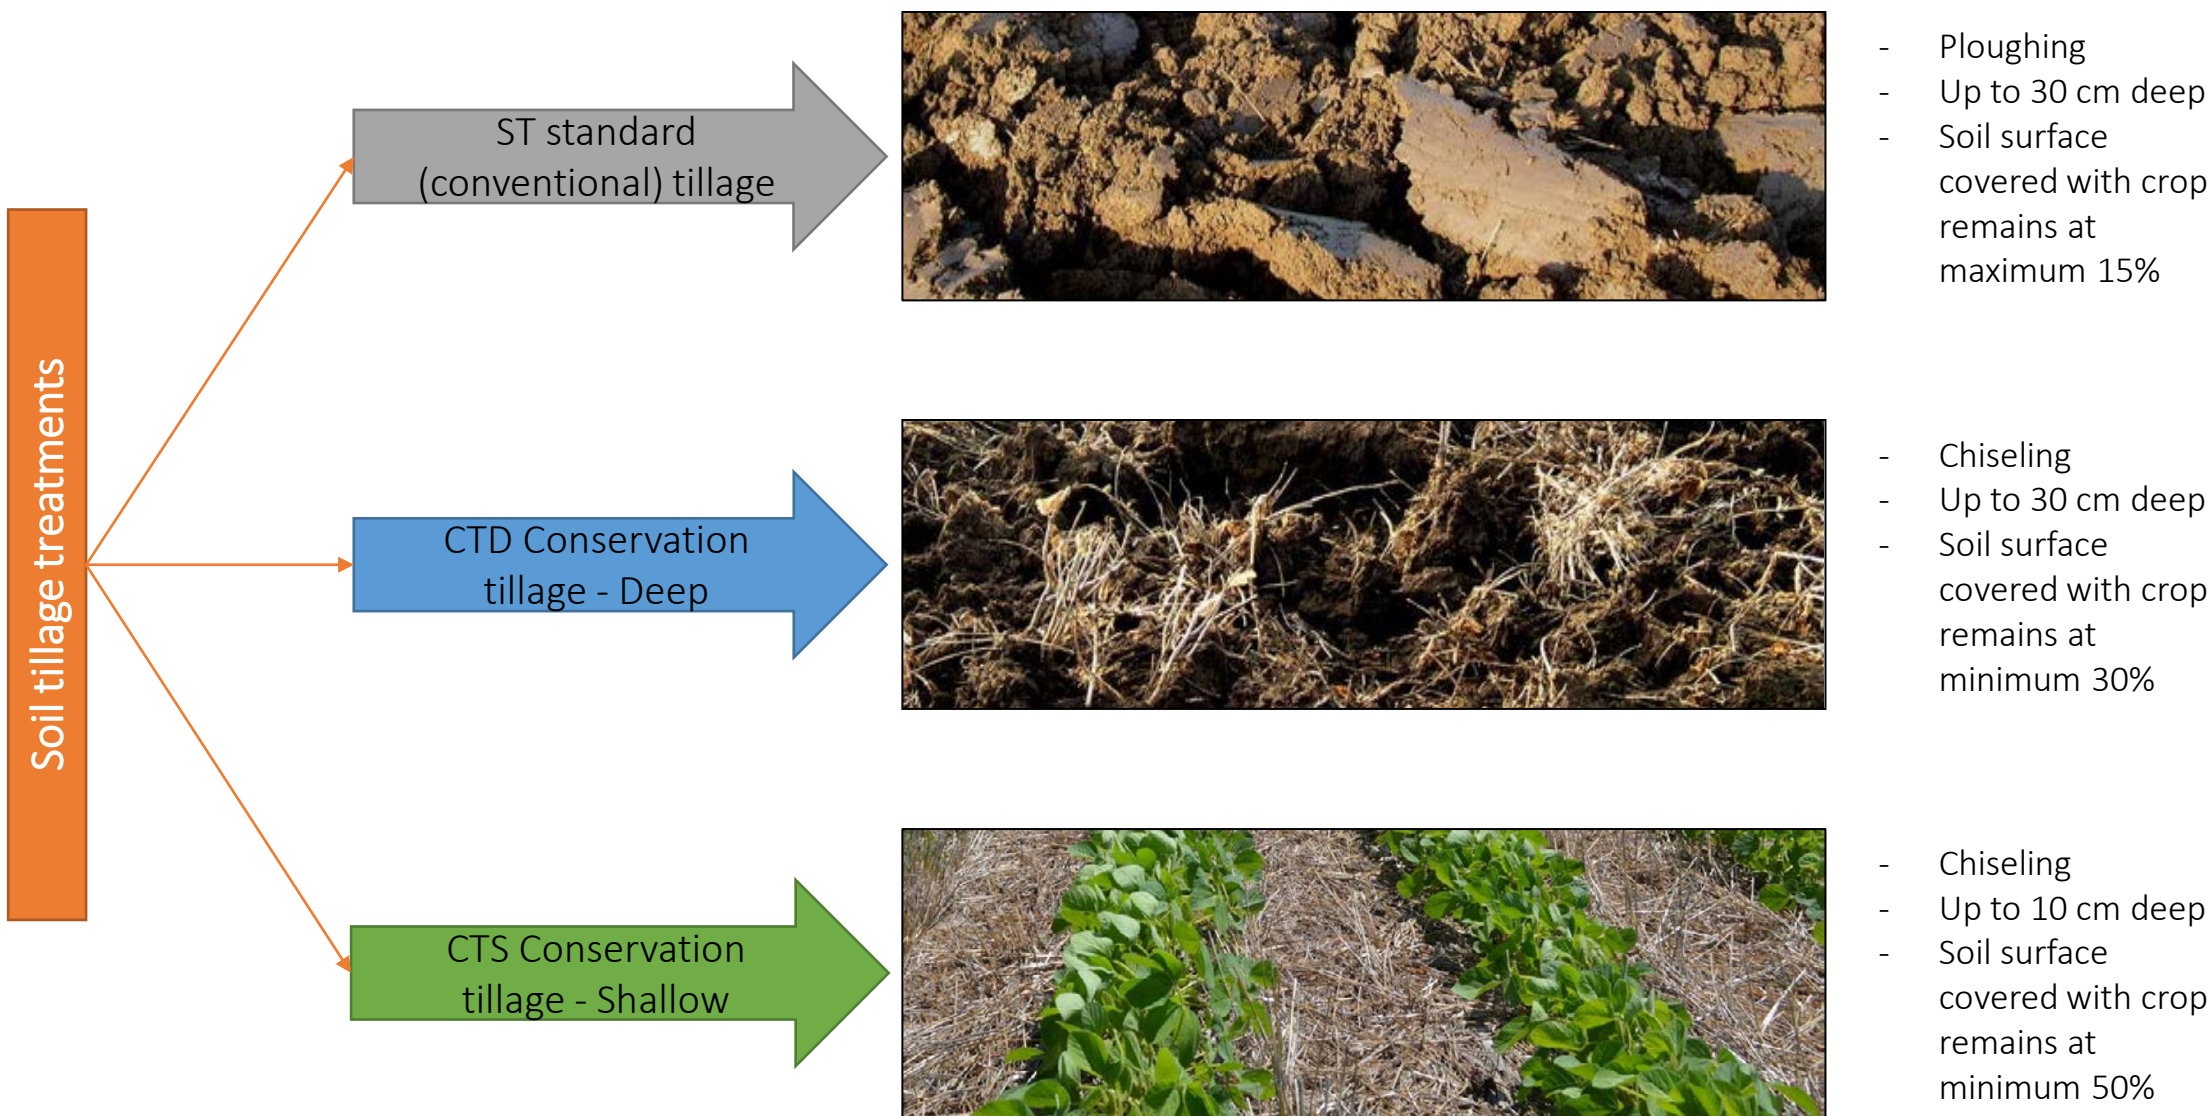 Soil tillage treatments
ST standard
(conventional) tillage
- Ploughing
- Up to 30 cm deep
- Soil surface
covered with crop
remains at
maximum 15%
CTD Conservation
tillage - Deep
- Chiseling
- Up to 30 cm deep
- Soil surface
covered with crop
remains at
minimum 30%
CTS Conservation
tillage - Shallow
- Chiseling
- Up to 10 cm deep
- Soil surface
covered with crop
remains at
minimum 50%